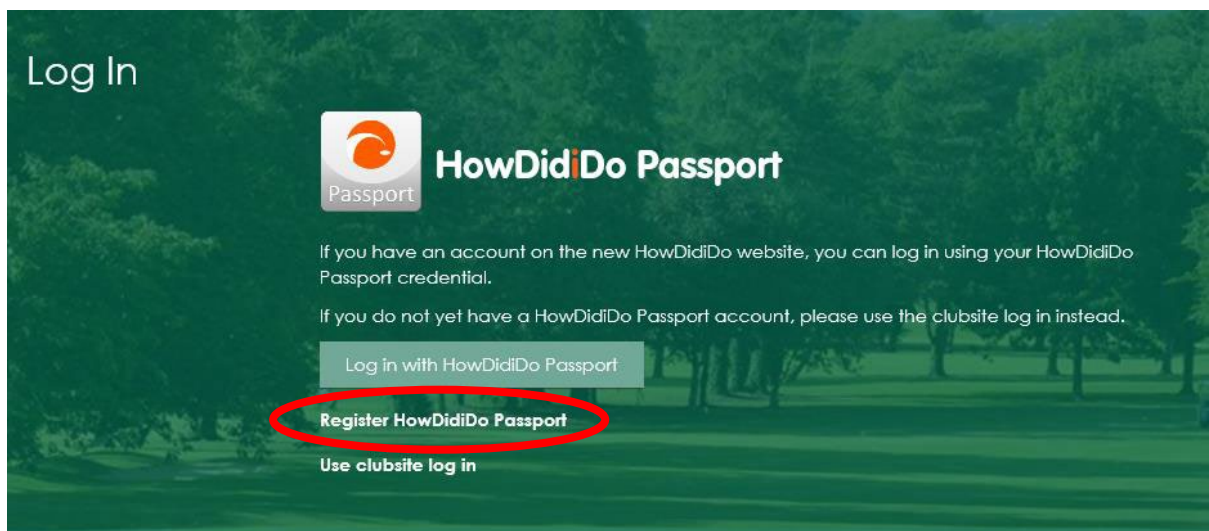 Log In
Passport
HowDidiDo Passport
If you have an account on the new HowDidiDo website, you can log in using your HowDidiDo
Passport credential.
If you do not yet have a HowDidiDo Passport account, please use the clubsite log in instead.
Log in with HowDidiDo Passport
Register HowDidiDo Passport
Use clubsite log in